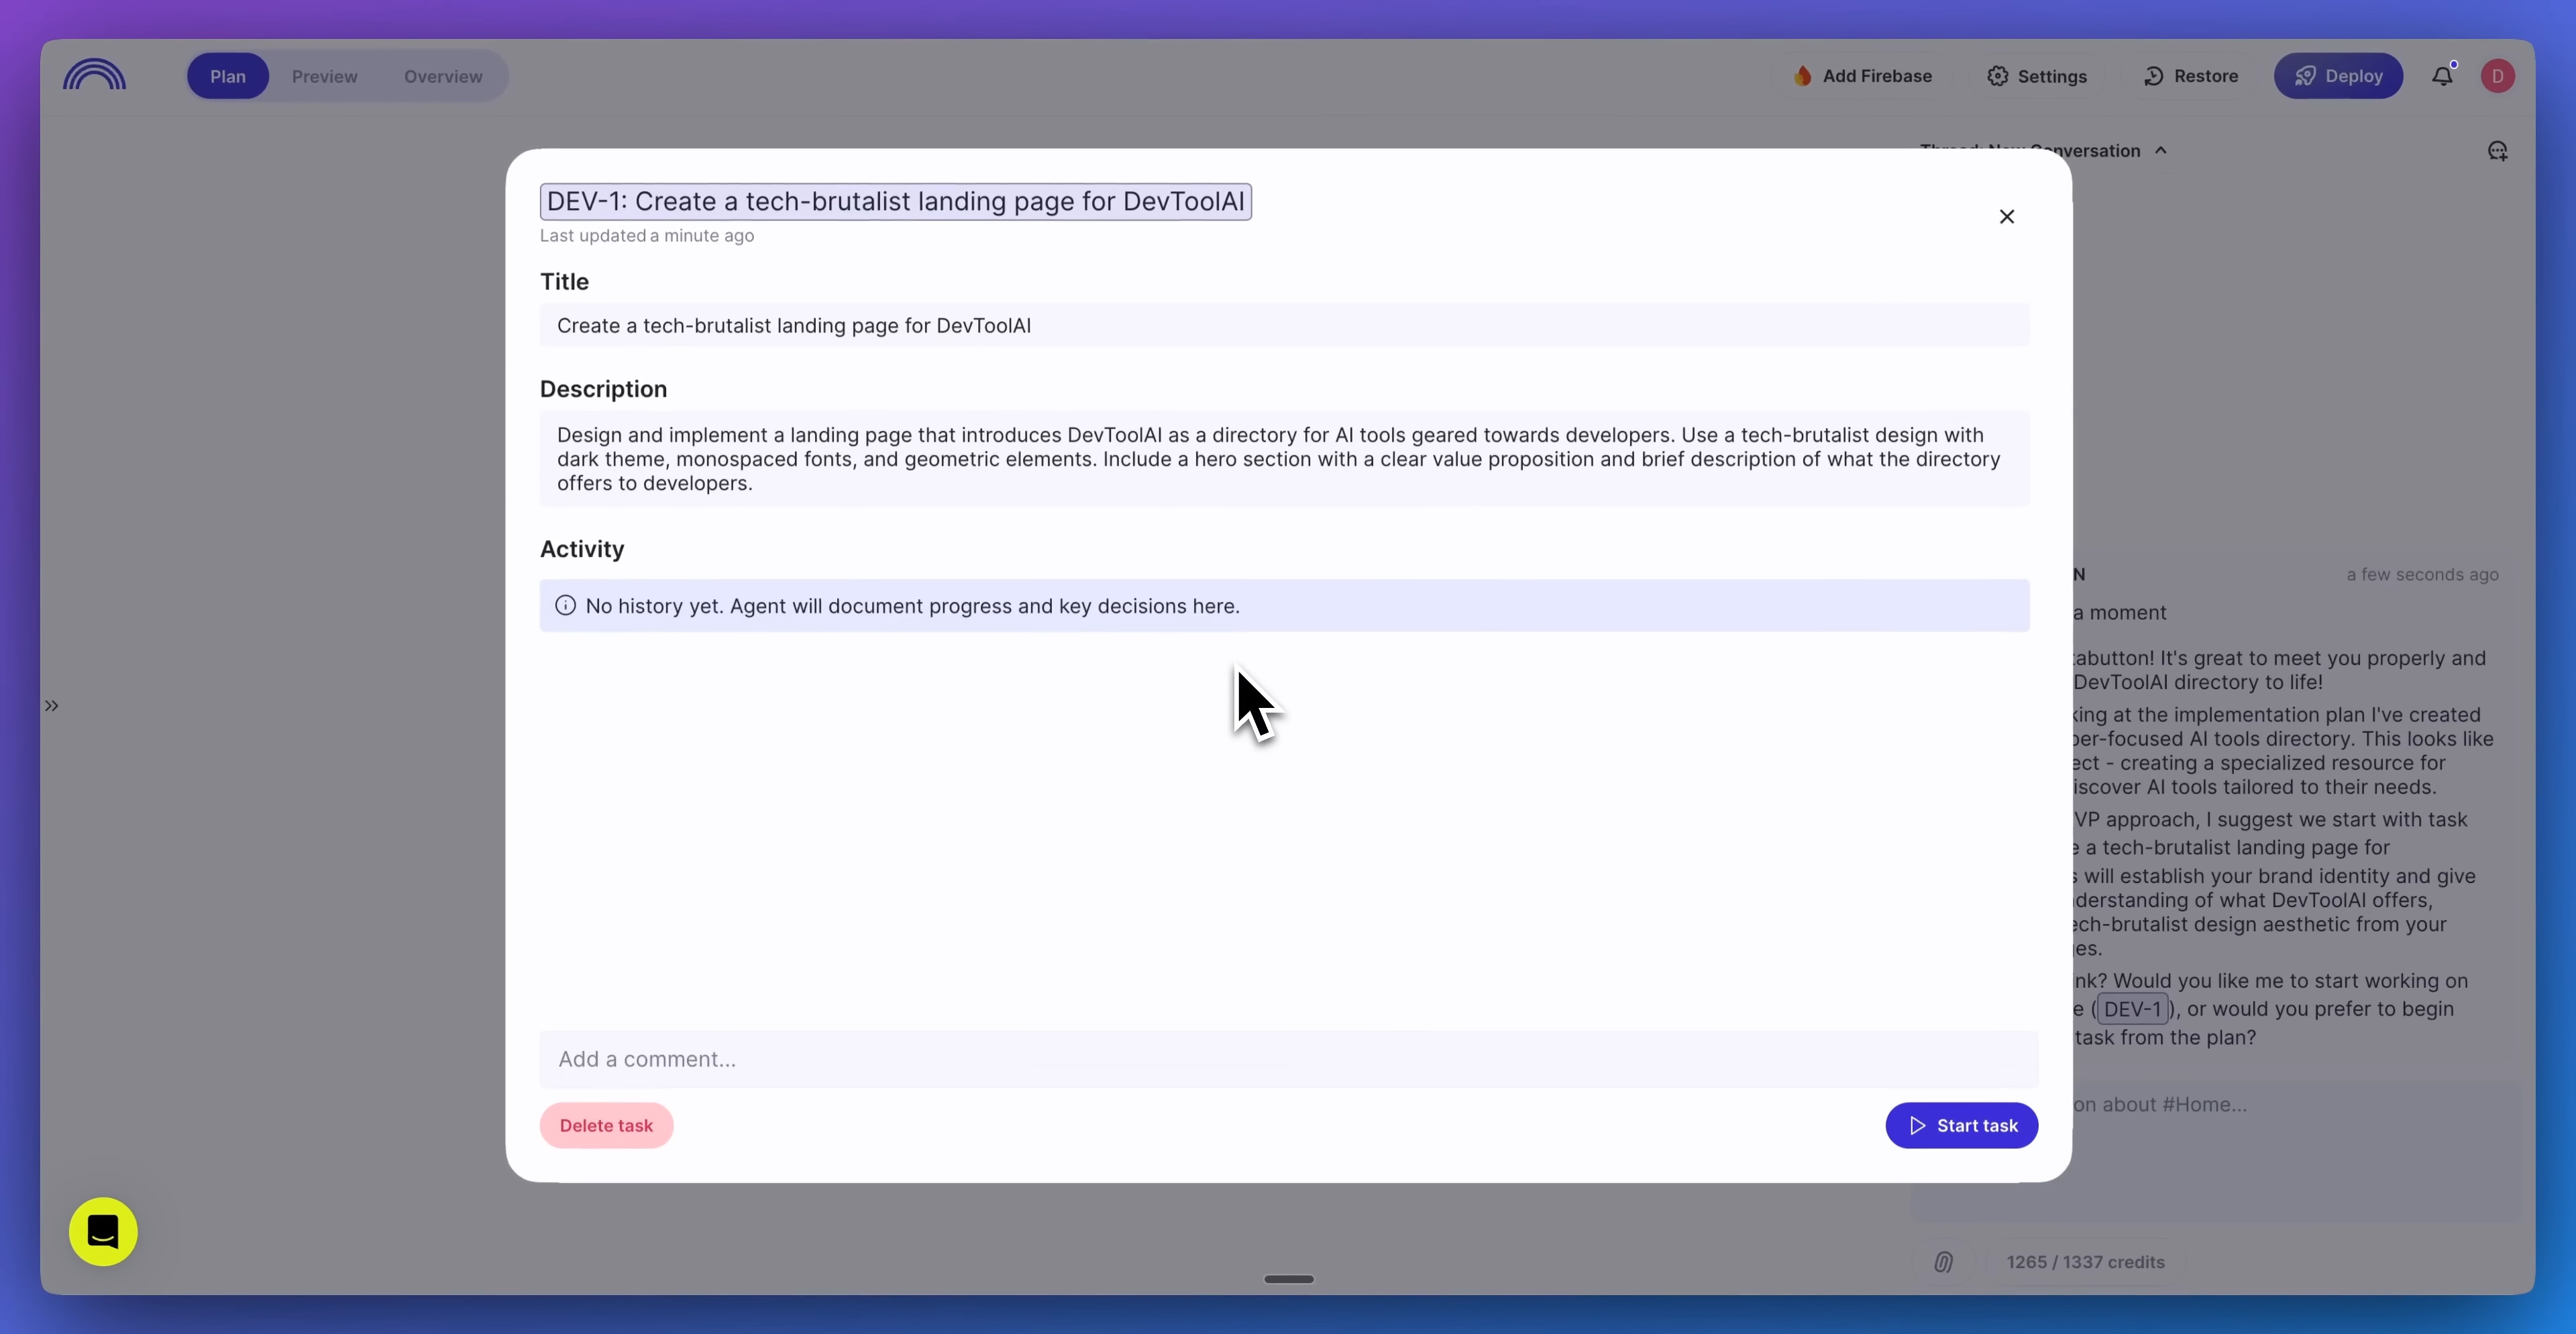 Plan
Preview
Overview
Add Firebase
Settings
Restore
Deploy
D
Conversation
DEV-1: Create a tech-brutalist landing page for DevToolAI
Last updated a minute ago
Title
Create a tech-brutalist landing page for DevToolAI
Description
Design and implement a landing page that introduces DevToolAI as a directory for AI tools geared towards developers. Use a tech-brutalist design with
dark theme, monospaced fonts, and geometric elements. Include a hero section with a clear value proposition and brief description of what the directory
offers to developers.
Activity
No history yet. Agent will document progress and key decisions here.
Add a comment...
Delete task
Start task
N
a few seconds ago
a moment
tabutton! It's great to meet you properly and
DevToolAI directory to life!
king at the implementation plan I've created
per-focused AI tools directory. This looks like
ect - creating a specialized resource for
iscover AI tools tailored to their needs.
VP approach, I suggest we start with task
e a tech-brutalist landing page for
s will establish your brand identity and give
derstanding of what DevToolAI offers,
ech-brutalist design aesthetic from your
es.
nk? Would you like me to start working on
e (DEV-1), or would you prefer to begin
task from the plan?
on about #Home...
1265 / 1337 credits